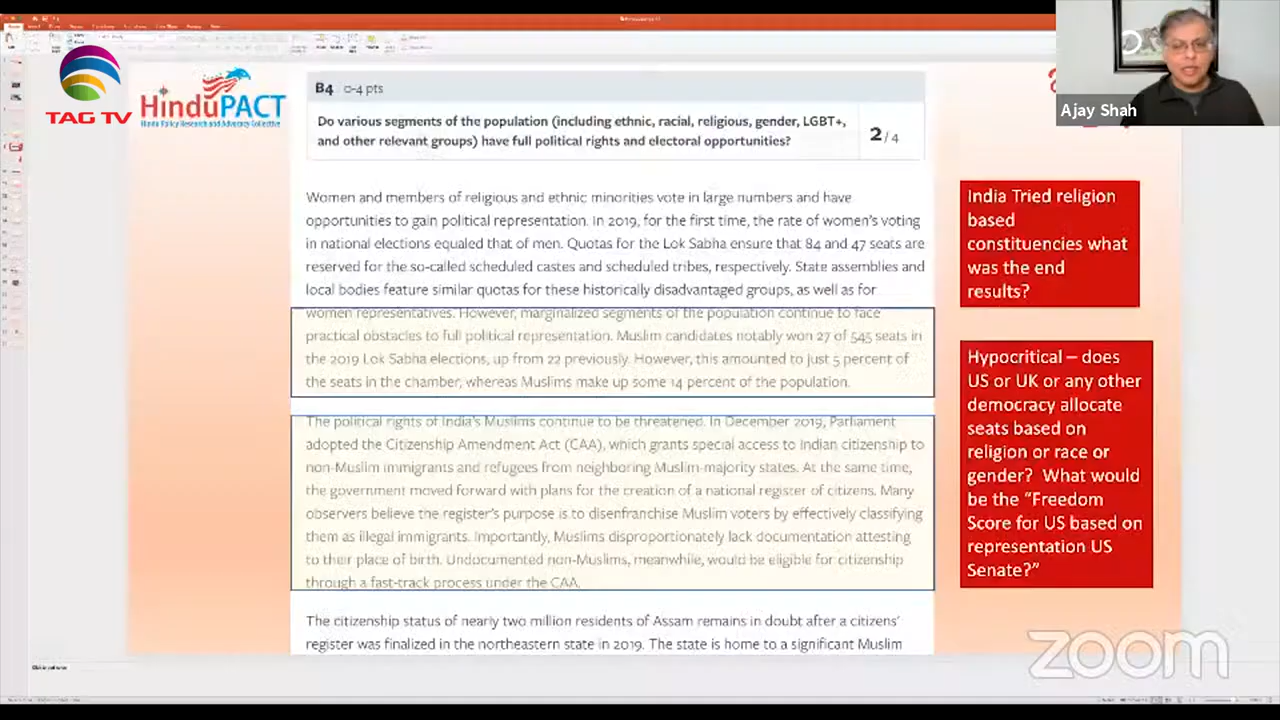 TAG TV
HinduPACT
Hindu Policy Research and Advocacy Collective
Ajay Shah
B4 0-4 pts
Do various segments of the population (including ethnic, racial, religious, gender, LGBT+,
and other relevant groups) have full political rights and electoral opportunities?
2/4
Women and members of religious and ethnic minorities vote in large numbers and have
opportunities to gain political representation. In 2019, for the first time, the rate of women's voting
in national elections equaled that of men. Quotas for the Lok Sabha ensure that 84 and 47 seats are
reserved for the so-called scheduled castes and scheduled tribes, respectively. State assemblies and
local bodies feature similar quotas for these historically disadvantaged groups, as well as for
women representatives. However, marginalized segments of the population continue to face
practical obstacles to full political representation. Muslim candidates notably won 27 of 545 seats in
the 2019 Lok Sabha elections, up from 22 previously. However, this amounted to just 5 percent of
the seats in the chamber, whereas Muslims make up some 14 percent of the population.
The political rights of India's Muslims continue to be threatened. In December 2019, Parliament
adopted the Citizenship Amendment Act (CAA), which grants special access to Indian citizenship to
non-Muslim immigrants and refugees from neighboring Muslim-majority states. At the same time,
the government moved forward with plans for the creation of a national register of citizens. Many
observers believe the register's purpose is to disenfranchise Muslim voters by effectively classifying
them as illegal immigrants. Importantly, Muslims disproportionately lack documentation attesting
to their place of birth. Undocumented non-Muslims, meanwhile, would be eligible for citizenship
through a fast-track process under the CAA.
The citizenship status of nearly two million residents of Assam remains in doubt after a citizens'
register was finalized in the northeastern state in 2019. The state is home to a significant Muslim
India Tried religion
based
constituencies what
was the end
results?
Hypocritical – does
US or UK or any other
democracy allocate
seats based on
religion or race or
gender? What would
be the "Freedom
Score for US based on
representation US
Senate?"
zoom